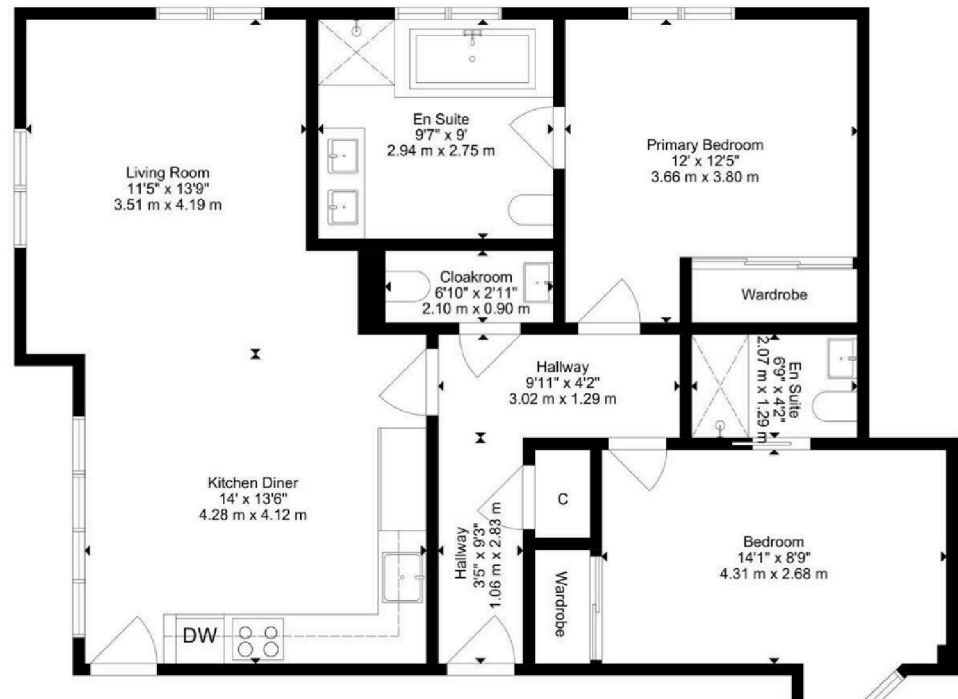 Living Room
11'5" x 13'9"
3.51 m x 4.19 m
En Suite
9'7" x 9'
2.94 m x 2.75 m
Primary Bedroom
12' x 12'5"
3.66 m x 3.80 m
Wardrobe
Cloakroom
6'10" x 2'11"
2.10 m x 0.90 m
Hallway
9'11" x 4'2"
3.02 m x 1.29 m
En Suite
6'9" x 4'2"
2.07 m x 1.29 m
Kitchen Diner
14' x 13'6"
4.28 m x 4.12 m
Hallway
3'5" x 9'3"
1.06 m x 2.83 m
C
Wardrobe
Bedroom
14'1" x 8'9"
4.31 m x 2.68 m
DW